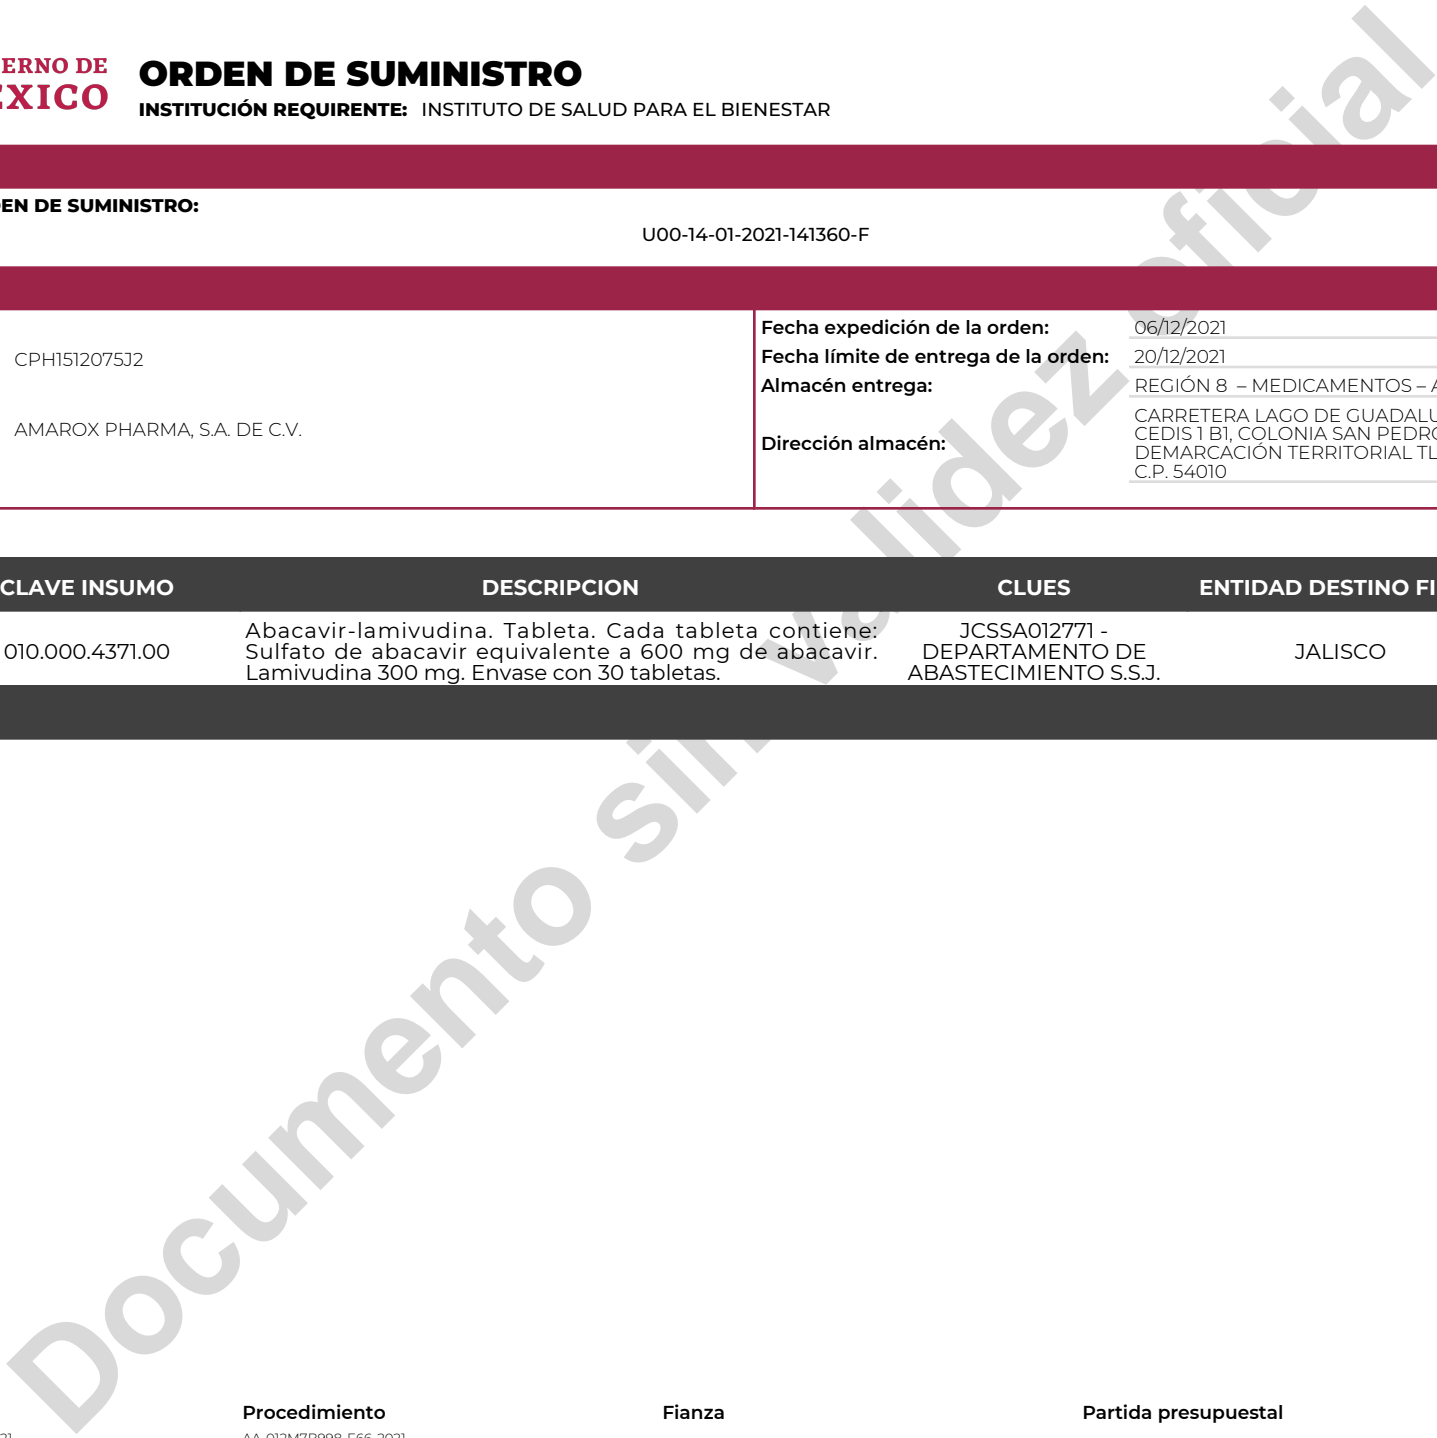 ERNO DE
ORDEN DE SUMINISTRO
INSTITUCIÓN REQUIRENTE: INSTITUTO DE SALUD PARA EL BIENESTAR
EN DE SUMINISTRO:
U00-14-01-2021-141360-F
CPH1512075J2
AMAROX PHARMA, S.A. DE C.V.
Fecha expedición de la orden: 06/12/2021
Fecha límite de entrega de la orden: 20/12/2021
Almacén entrega: REGIÓN 8 – MEDICAMENTOS – A
Dirección almacén:
CARRETERA LAGO DE GUADALU
CEDIS 1 B1, COLONIA SAN PEDRO
DEMARCACIÓN TERRITORIAL TL
C.P. 54010
CLAVE INSUMO DESCRIPCION CLUES ENTIDAD DESTINO FI
010.000.4371.00
Abacavir-lamivudina. Tableta. Cada tableta contiene:
Sulfato de abacavir equivalente a 600 mg de abacavir.
Lamivudina 300 mg. Envase con 30 tabletas.
JCSSA012771 -
DEPARTAMENTO DE
ABASTECIMIENTO S.S.J.
JALISCO
Documento sin validez oficial
Procedimiento Fianza Partida presupuestal